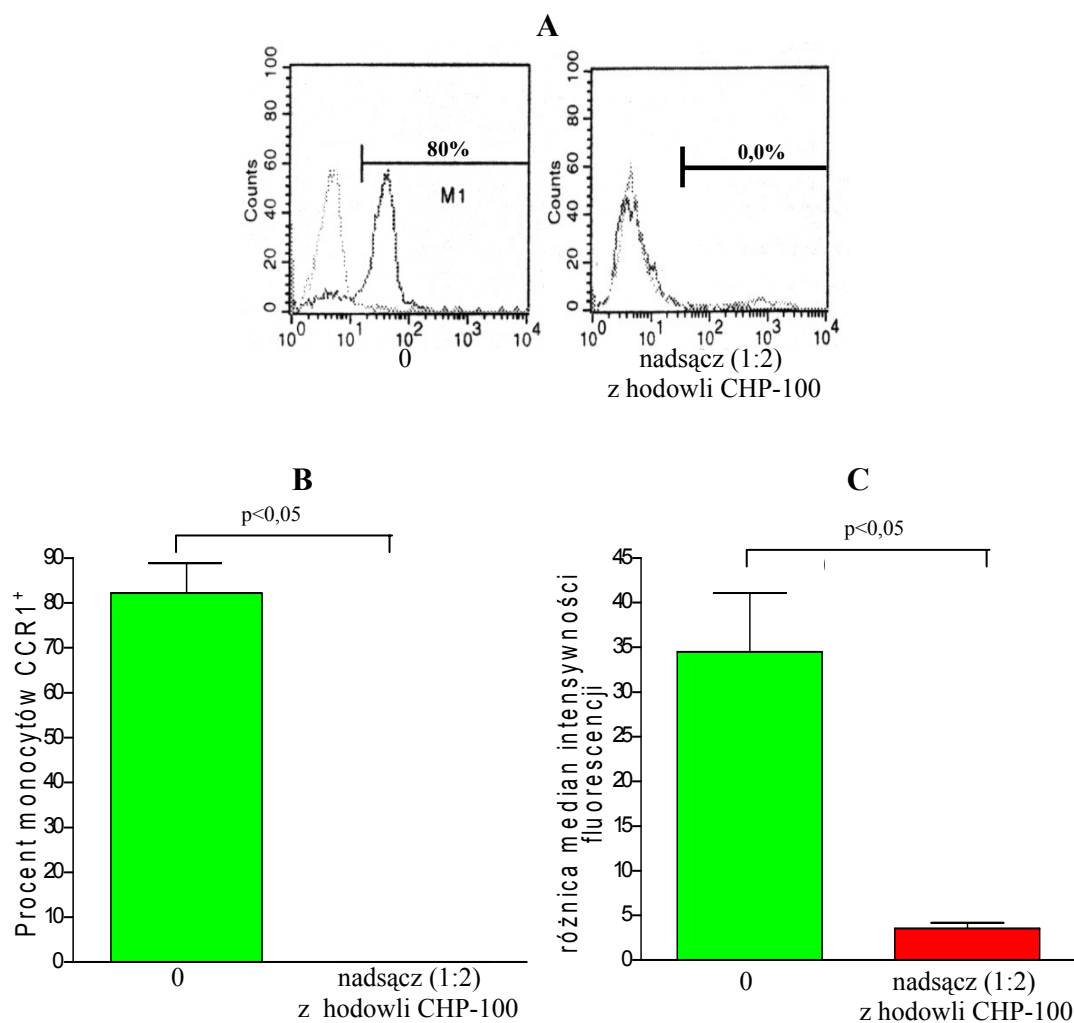 A
100
80
60
40
20
0
Counts
80%
M1
10^0 10^1 10^2 10^3 10^4
0
100
80
60
40
20
0
Counts
0,0%
10^0 10^1 10^2 10^3 10^4
nadsącz (1:2)
z hodowli CHP-100
B
p<0,05
Procent monocytów CCR1^+
90
80
70
60
50
40
30
20
10
0
0
nadsącz (1:2)
z hodowli CHP-100
C
p<0,05
różnica median intensywności
fluorescencji
45
40
35
30
25
20
15
10
5
0
0
nadsącz (1:2)
z hodowli CHP-100